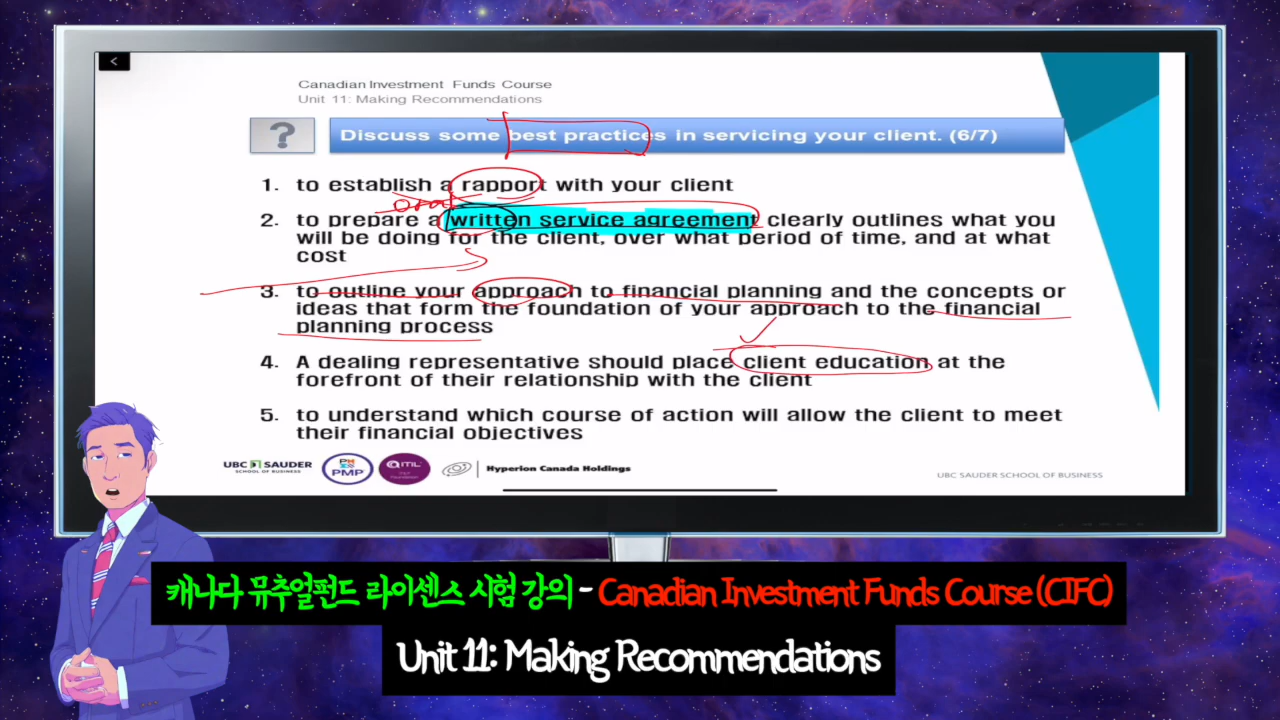 <
Canadian Investment Funds Course
Unit 11: Making Recommendations
?
Discuss some best practices in servicing your client. (6/7)
1. to establish a rapport with your client
oral
2. to prepare a written service agreement clearly outlines what you
will be doing for the client, over what period of time, and at what
cost
3. to outline your approach to financial planning and the concepts or
ideas that form the foundation of your approach to the financial
planning process
4. A dealing representative should place client education at the
forefront of their relationship with the client
5. to understand which course of action will allow the client to meet
their financial objectives
UBC SAUDER
SCHOOL OF BUSINESS
PMP
ITIL
Hyperion Canada Holdings
UBC SAUDER SCHOOL OF BUSINESS
캐나다 뮤추얼펀드 라이센스 시험 강의 - Canadian Investment Funds Course (CIFC)
Unit 11: Making Recommendations